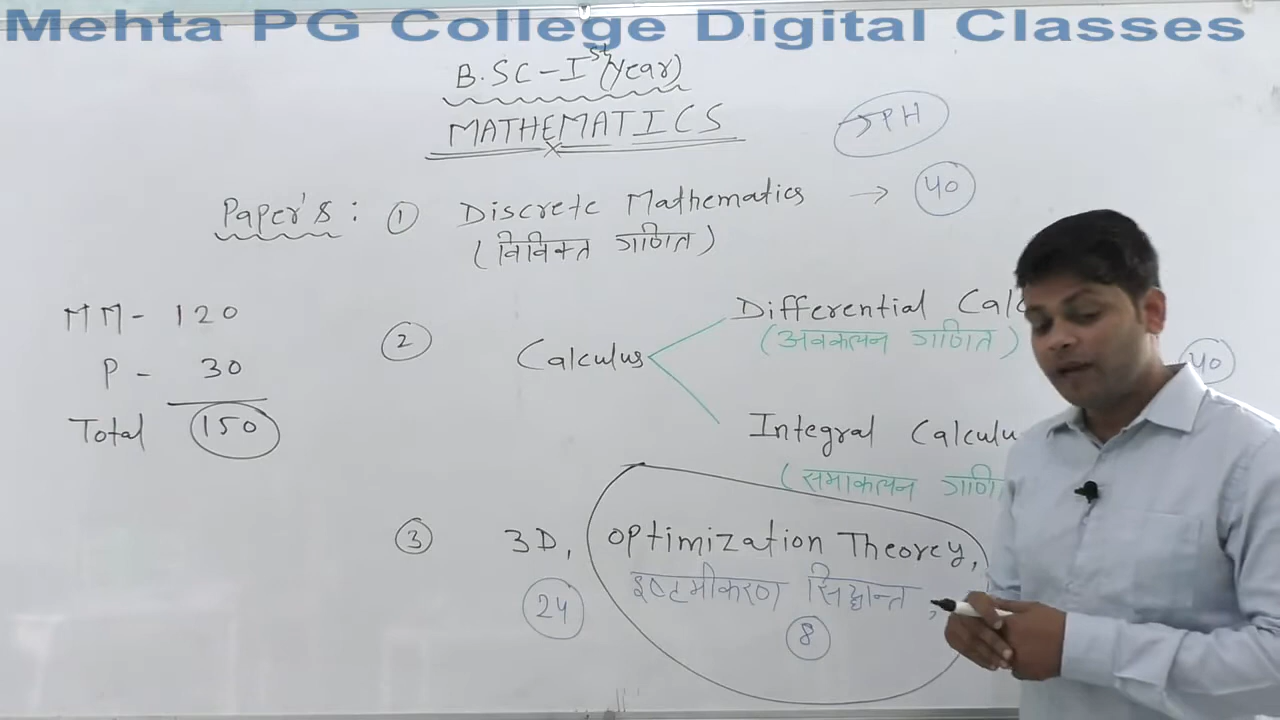 Mehta PG College Digital Classes
B.SC-Ist(year)
MATHEMATICS
JPH
Paper's : ① Discrete Mathematics → 40
(विविक्त गणित)
MM- 120
P - 30
Total 150
② Calculus
Differential Calc
(अवकलन गणित)
40
Integral Calculu
(समाकलन गणि
③ 3D, Optimization Theorey,
इष्टमीकरण सिद्धान्त,
24
8